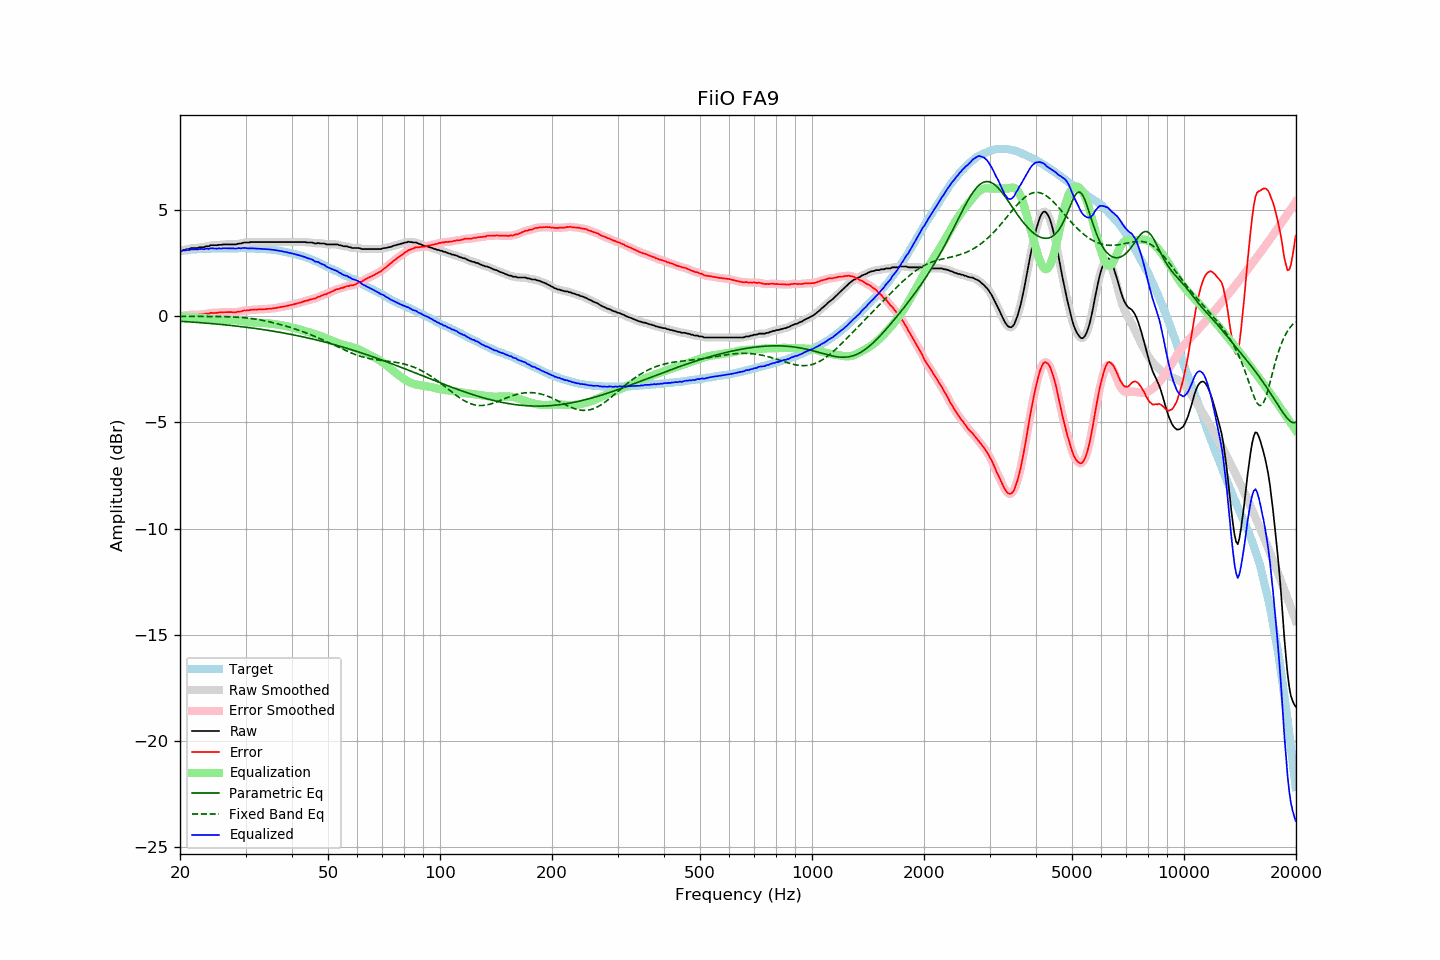 FiiO FA9
Amplitude (dBr)
5
0
−5
−10
−15
−20
−25
Target
Raw Smoothed
Error Smoothed
Raw
Error
Equalization
Parametric Eq
Fixed Band Eq
Equalized
20 50 100 200 500 1000 2000 5000 10000 20000
Frequency (Hz)